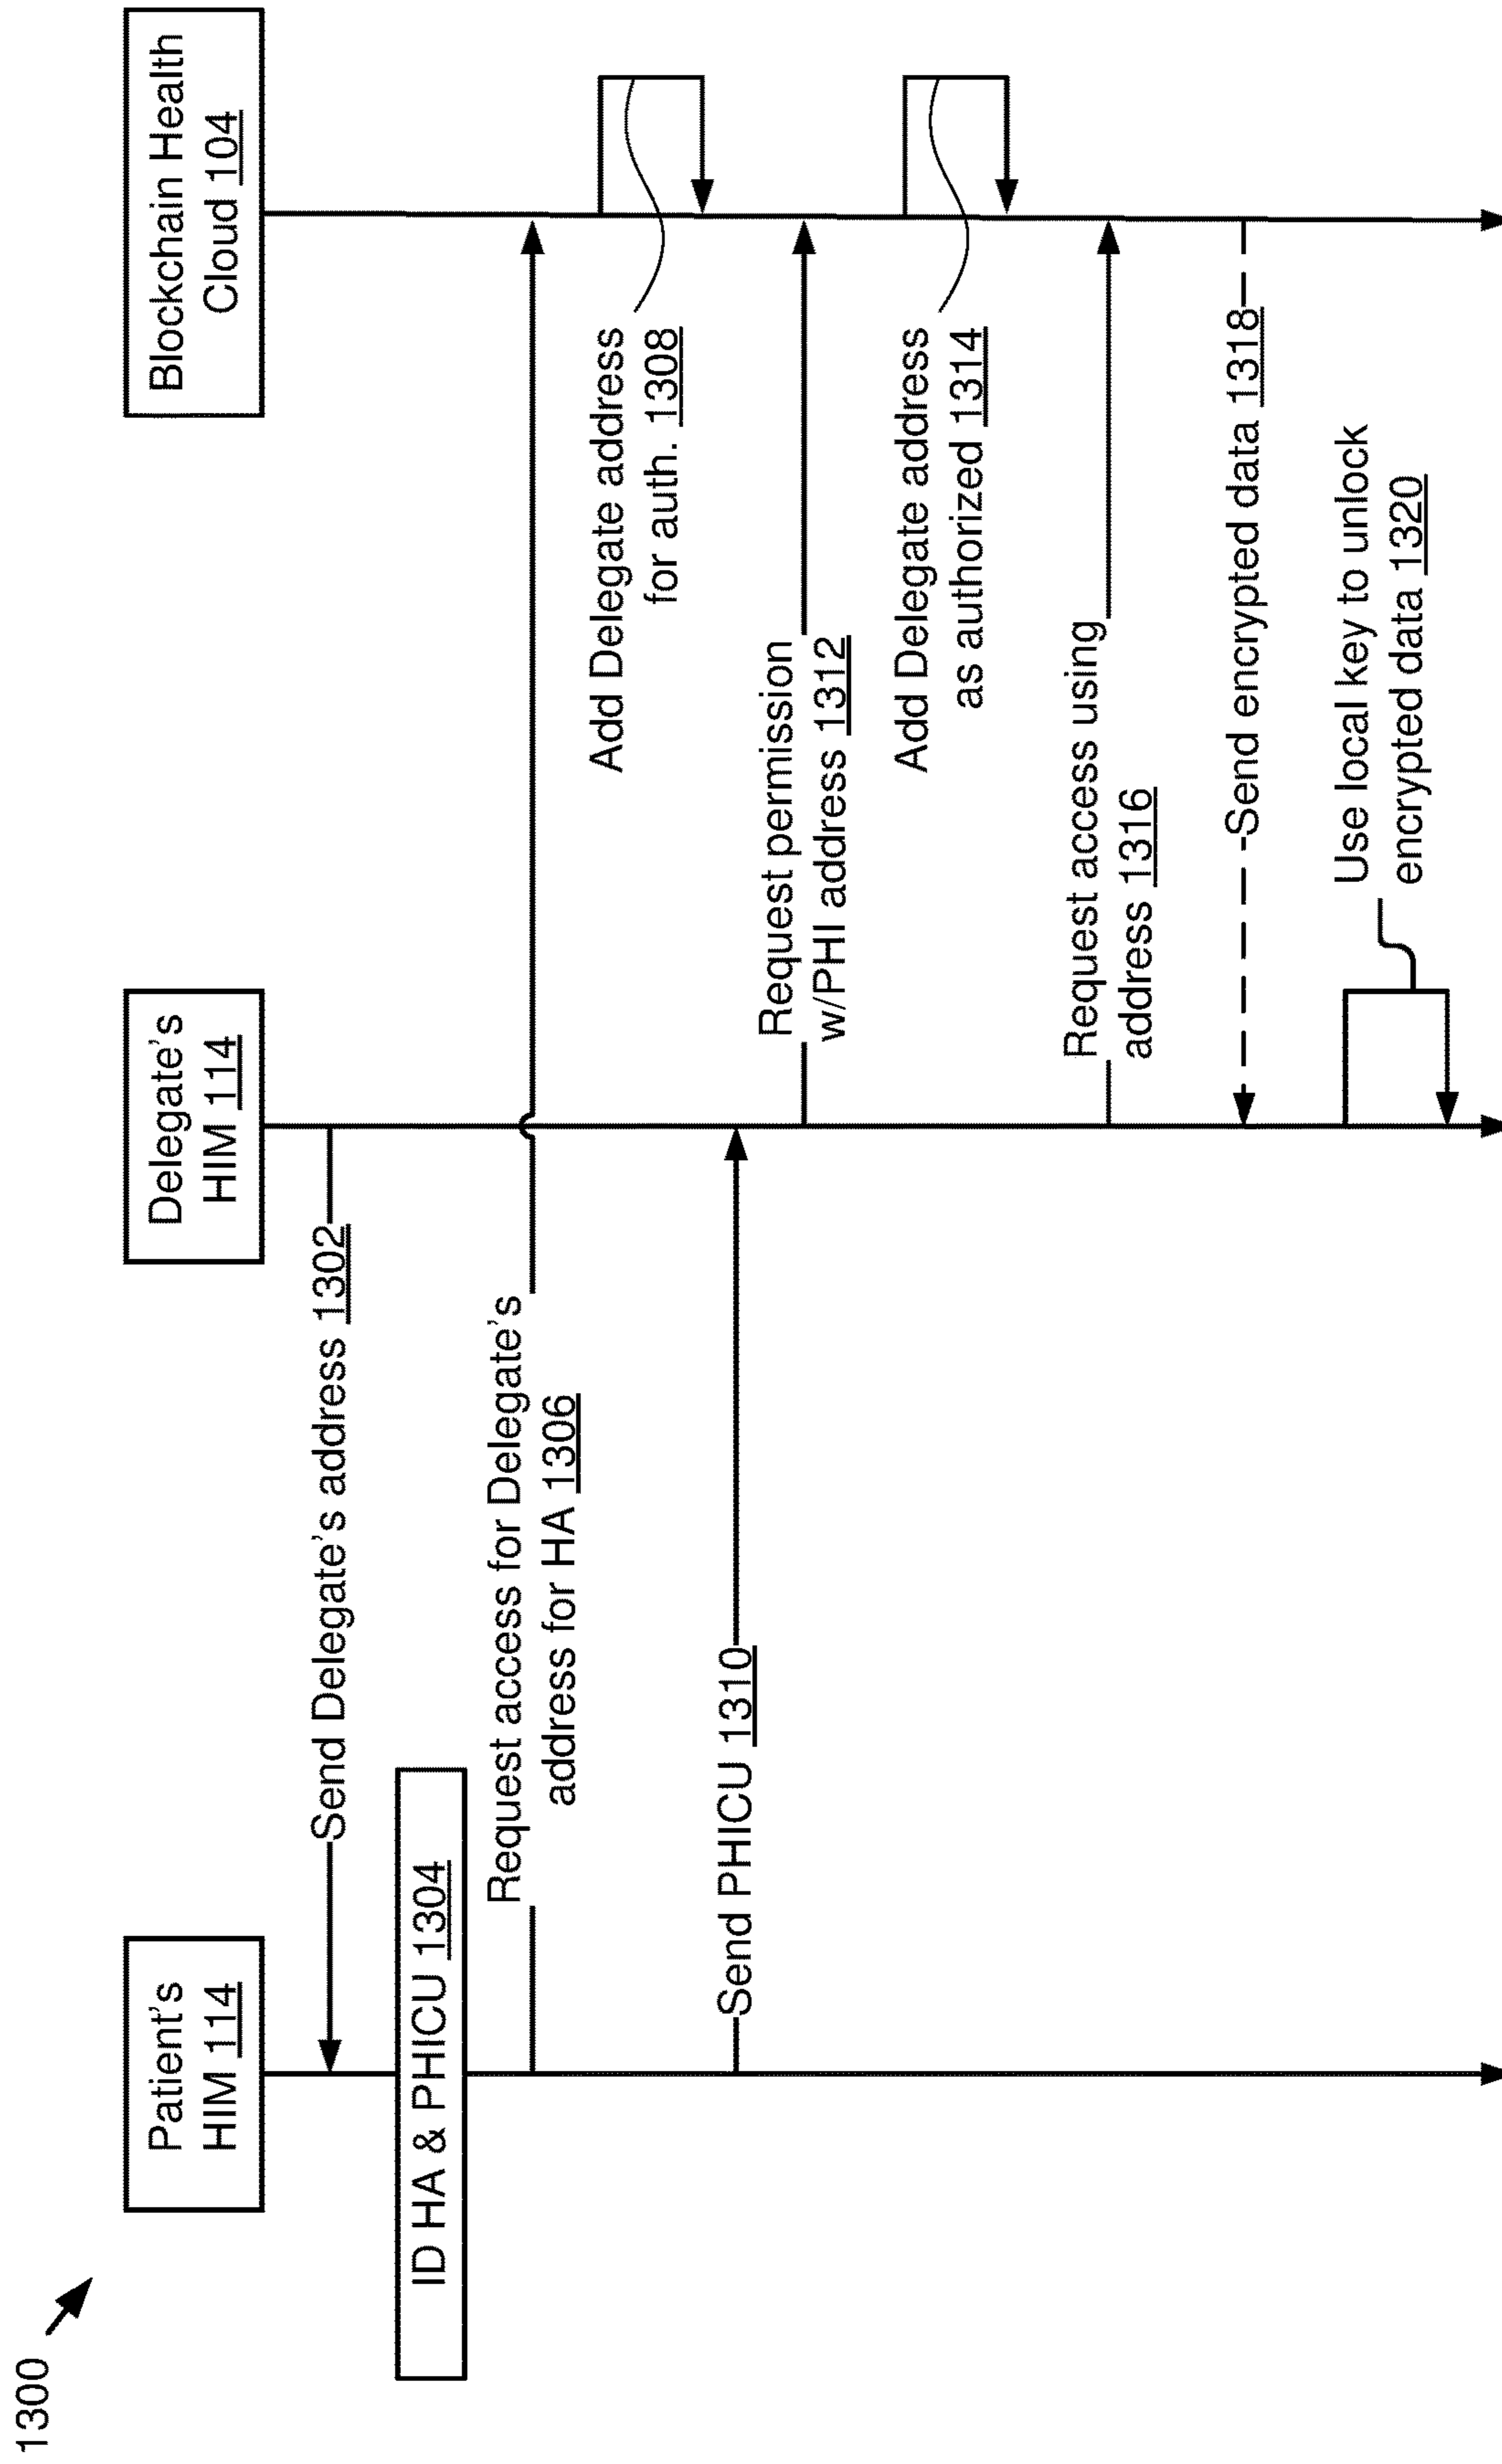 1300
Patient's
HIM 114
Delegate's
HIM 114
Blockchain Health
Cloud 104
Send Delegate's address 1302
ID HA & PHICU 1304
Request access for Delegate's
address for HA 1306
Add Delegate address
for auth. 1308
Send PHICU 1310
Request permission
w/PHI address 1312
Add Delegate address
as authorized 1314
Request access using
address 1316
Send encrypted data 1318
Use local key to unlock
encrypted data 1320